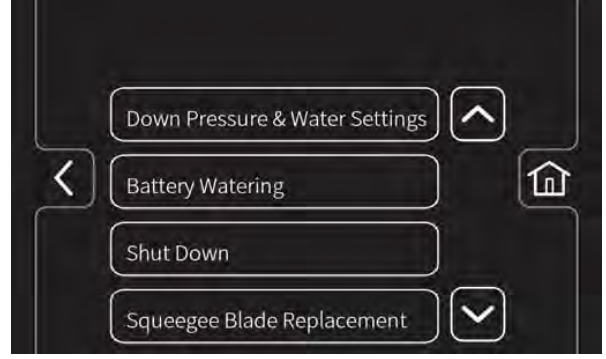 Down Pressure & Water Settings
Battery Watering
Shut Down
Squeegee Blade Replacement